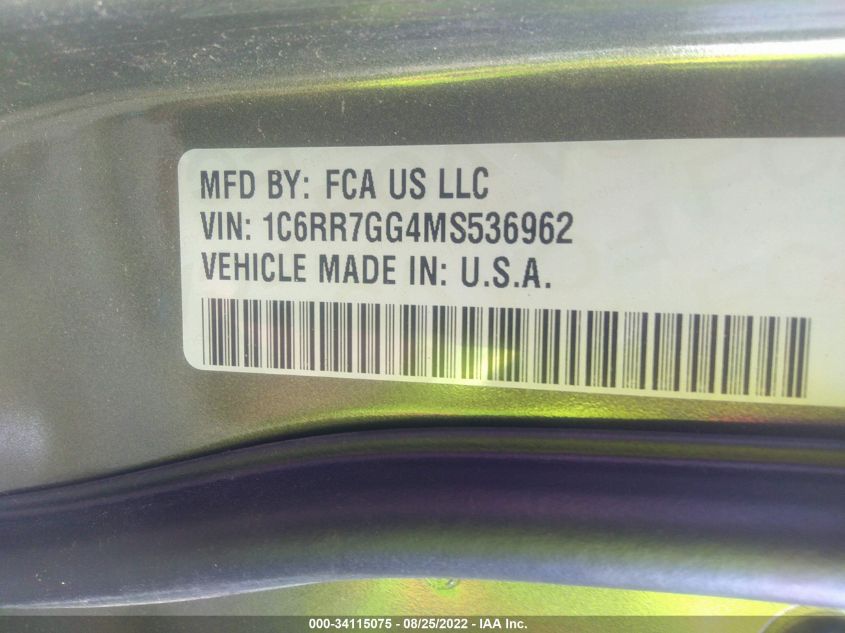 MFD BY: FCA US LLC
VIN: 1C6RR7GG4MS536962
VEHICLE MADE IN: U.S.A.
000-34115075 - 08/25/2022 - IAA Inc.